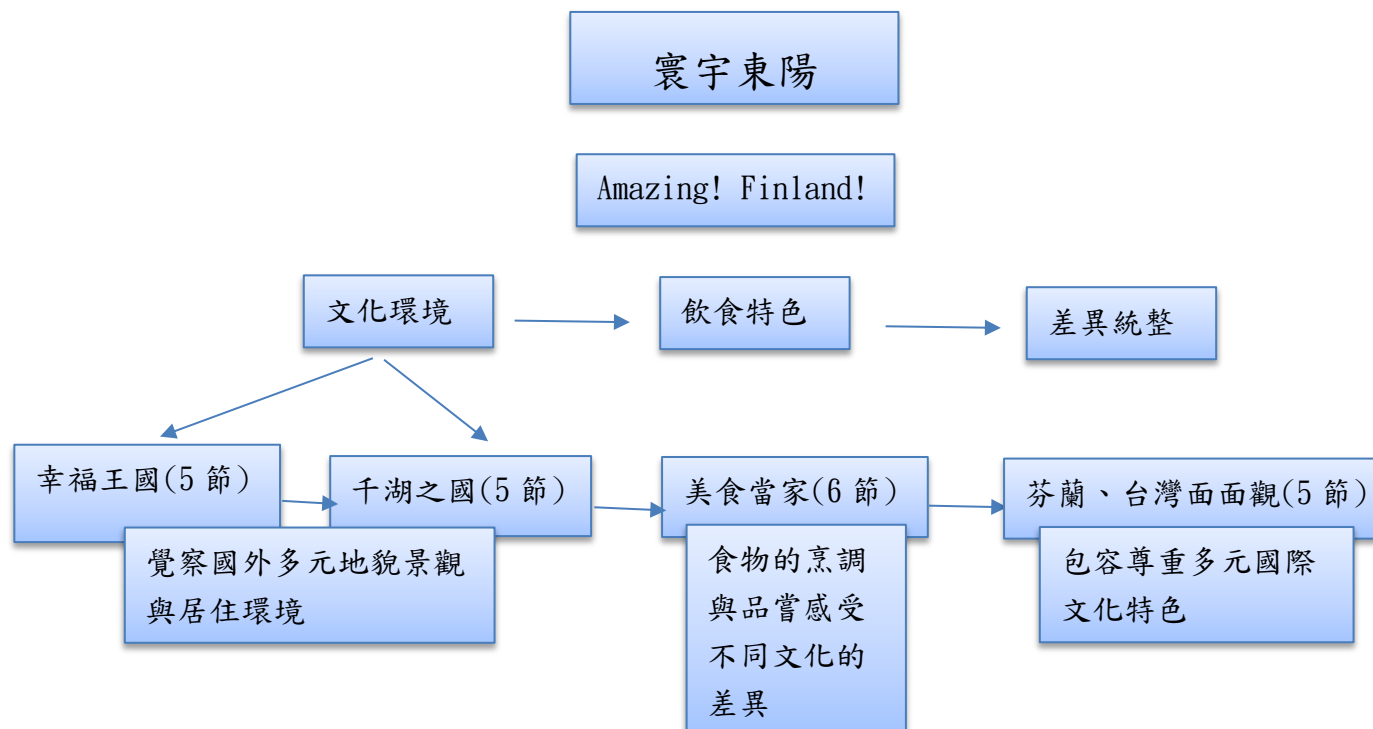 寰宇東陽
Amazing! Finland!
文化環境
飲食特色
差異統整
幸福王國(5 節)
千湖之國(5 節)
美食當家(6 節)
芬蘭、台灣面面觀(5 節)
覺察國外多元地貌景觀
與居住環境
食物的烹調
與品嘗感受
不同文化的
差異
包容尊重多元國際
文化特色